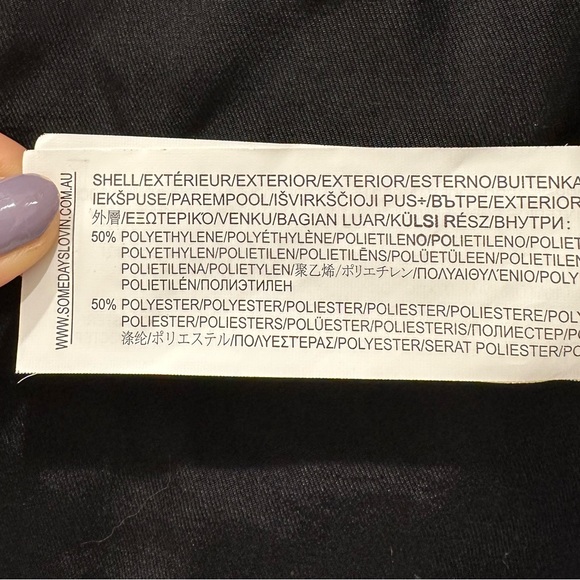 WWW.SOMEDAYSLOVIN.COM.AU
SHELL/EXTÉRIEUR/EXTERIOR/EXTERIOR/ESTERNO/BUITENKA
IEKŠPUSE/PAREMPOOL/IŠVIRKŠČIOJI PUS+/ВЪТРЕ/EXTERIOR
外層/ΕΞΩΤΕΡΙΚΌ/VENKU/BAGIAN LUAR/KÜLSI RÉSZ/ВНУТРИ:
50% POLYETHYLENE/POLYÉTHYLÈNE/POLIETILENO/POLIETILENO/POLIET
POLYETHYLEN/POLIETILEN/POLIETILĒNS/POLÜETÜLEEN/POLIETILEN
POLIETILENA/POLIETYLEN/聚乙烯/ポリエチレン/ΠΟΛΥΑΙΘΥΛΈΝΙΟ/POLY
POLIETILÉN/ПОЛИЭТИЛЕН
50% POLYESTER/POLYESTER/POLIESTER/POLIESTER/POLIESTERE/POLY
POLIESTER/POLIESTERS/POLÜESTER/POLIESTERIS/ПОЛИЕСТЕР/PO
涤纶/ポリエステル/ΠΟΛΥΕΣΤΕΡΑΣ/POLYESTER/SERAT POLIESTER/PO